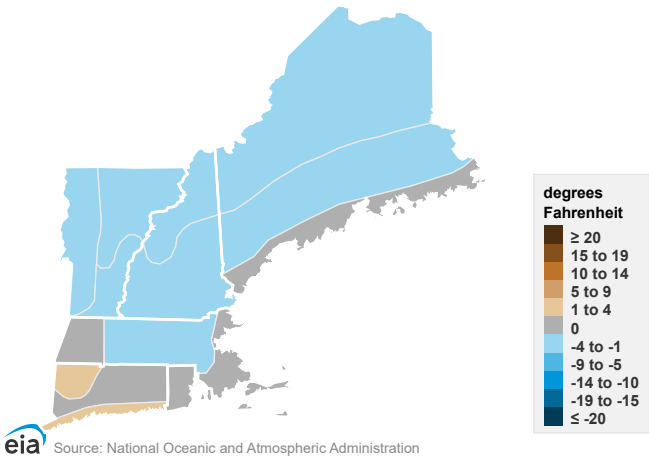 degrees
Fahrenheit
≥ 20
15 to 19
10 to 14
5 to 9
1 to 4
0
-4 to -1
-9 to -5
-14 to -10
-19 to -15
≤ -20
eia
Source: National Oceanic and Atmospheric Administration